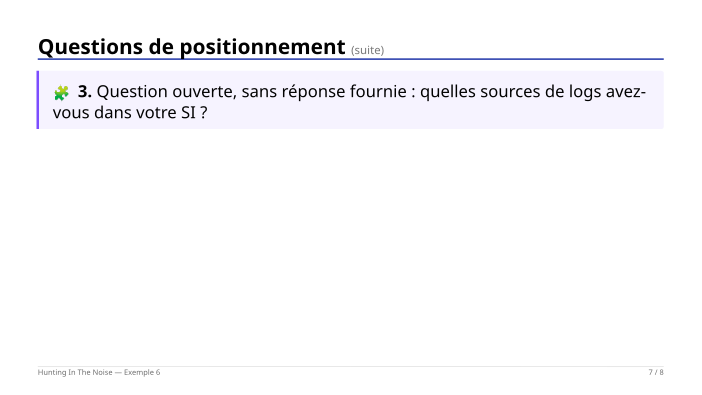 Questions de positionnement (suite)
🧩 3. Question ouverte, sans réponse fournie : quelles sources de logs avez-
vous dans votre SI ?
Hunting In The Noise — Exemple 6
7 / 8